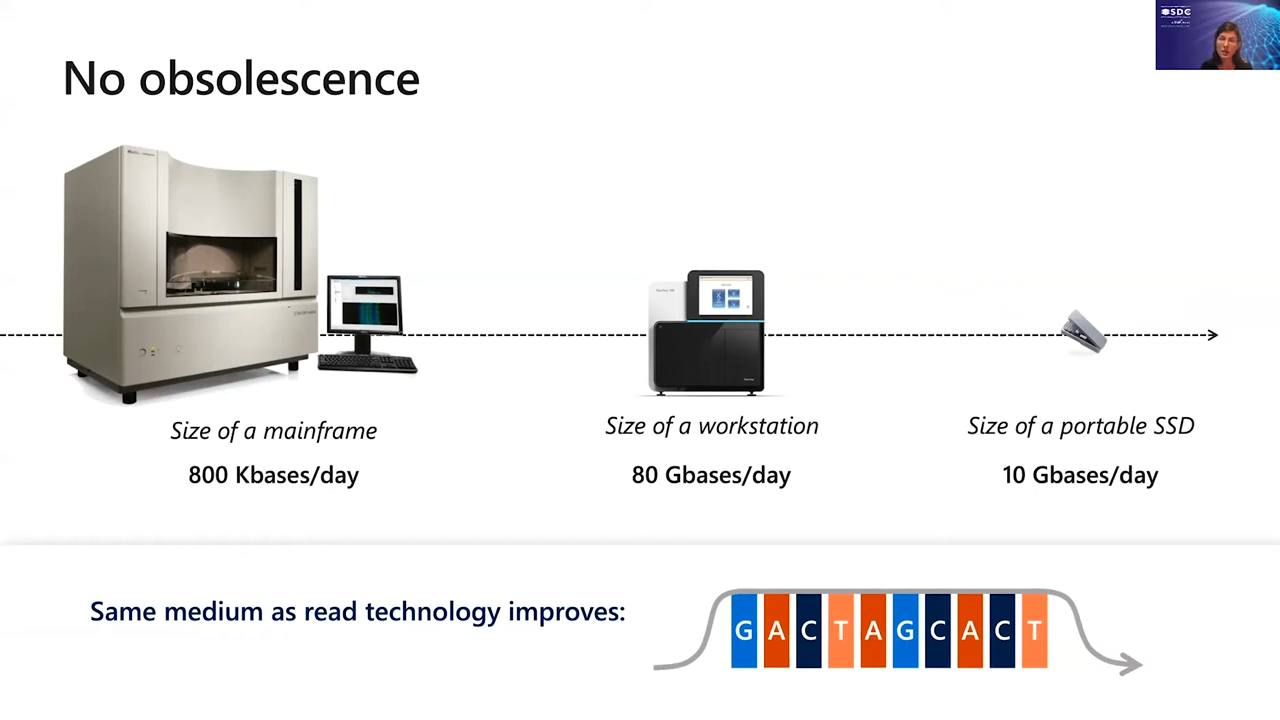 SDC
No obsolescence
Size of a mainframe
Size of a workstation
Size of a portable SSD
800 Kbases/day
80 Gbases/day
10 Gbases/day
Same medium as read technology improves:
G A C T A G C A C T